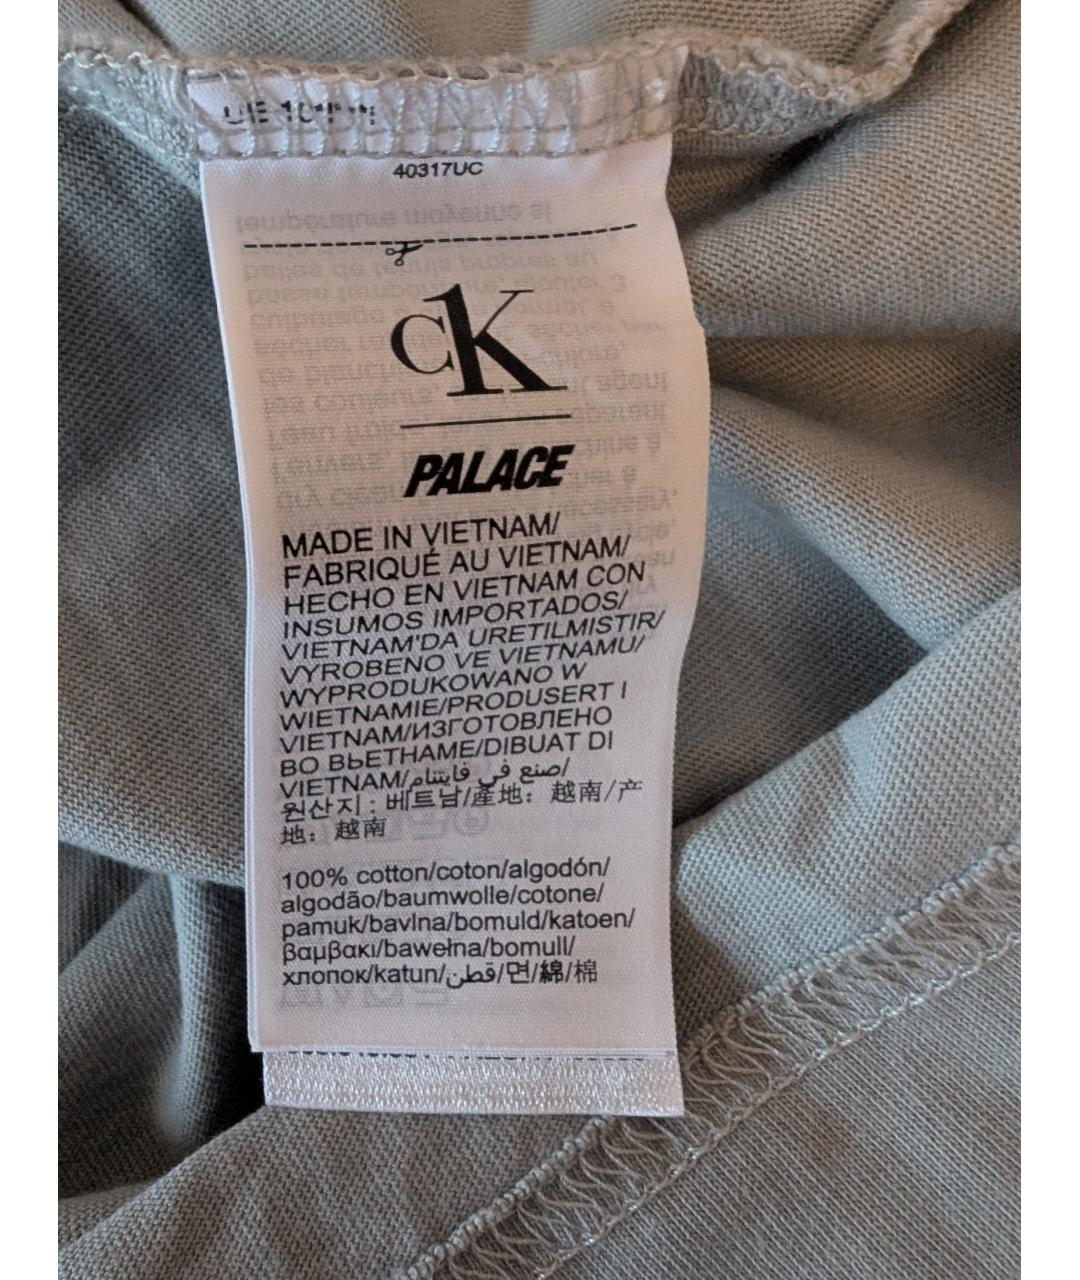 40317UC
CK
PALACE
MADE IN VIETNAM/
FABRIQUÉ AU VIETNAM/
HECHO EN VIETNAM CON
INSUMOS IMPORTADOS/
VIETNAM'DA URETILMISTIR/
VYROBENO VE VIETNAMU/
WYPRODUKOWANO W
WIETNAMIE/PRODUSERT I
VIETNAM/ИЗГОТОВЛЕНО
ВО ВЬЕТНАМЕ/DIBUAT DI
VIETNAM/صنع في فايتنام/
원산지 : 베트남/產地：越南/产
地：越南
100% cotton/coton/algodón/
algodão/baumwolle/cotone/
pamuk/bavlna/bomuld/katoen/
βαμβακι/bawełna/bomull/
хлопок/katun/قطن/면/綿/棉